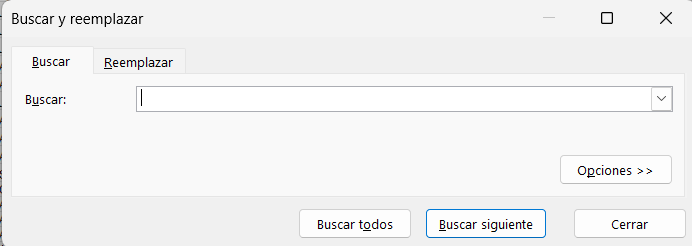 Buscar y reemplazar
Buscar
Reemplazar
Buscar:
Opciones >>
Buscar todos
Buscar siguiente
Cerrar